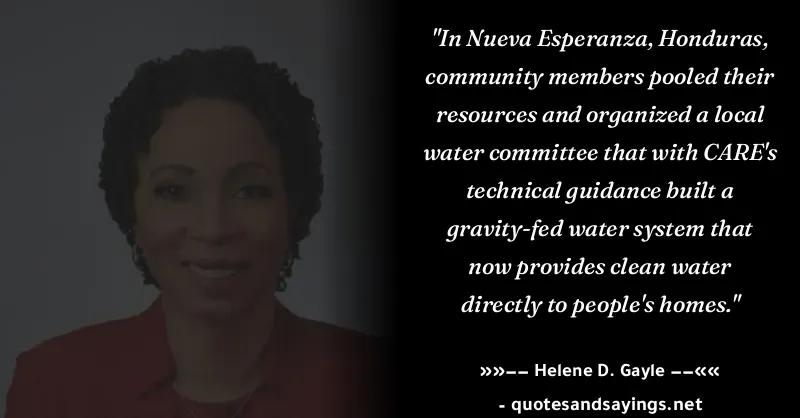 "In Nueva Esperanza, Honduras,
community members pooled their
resources and organized a local
water committee that with CARE's
technical guidance built a
gravity-fed water system that
now provides clean water
directly to people's homes."
»»−− Helene D. Gayle −−««
- quotesandsayings.net